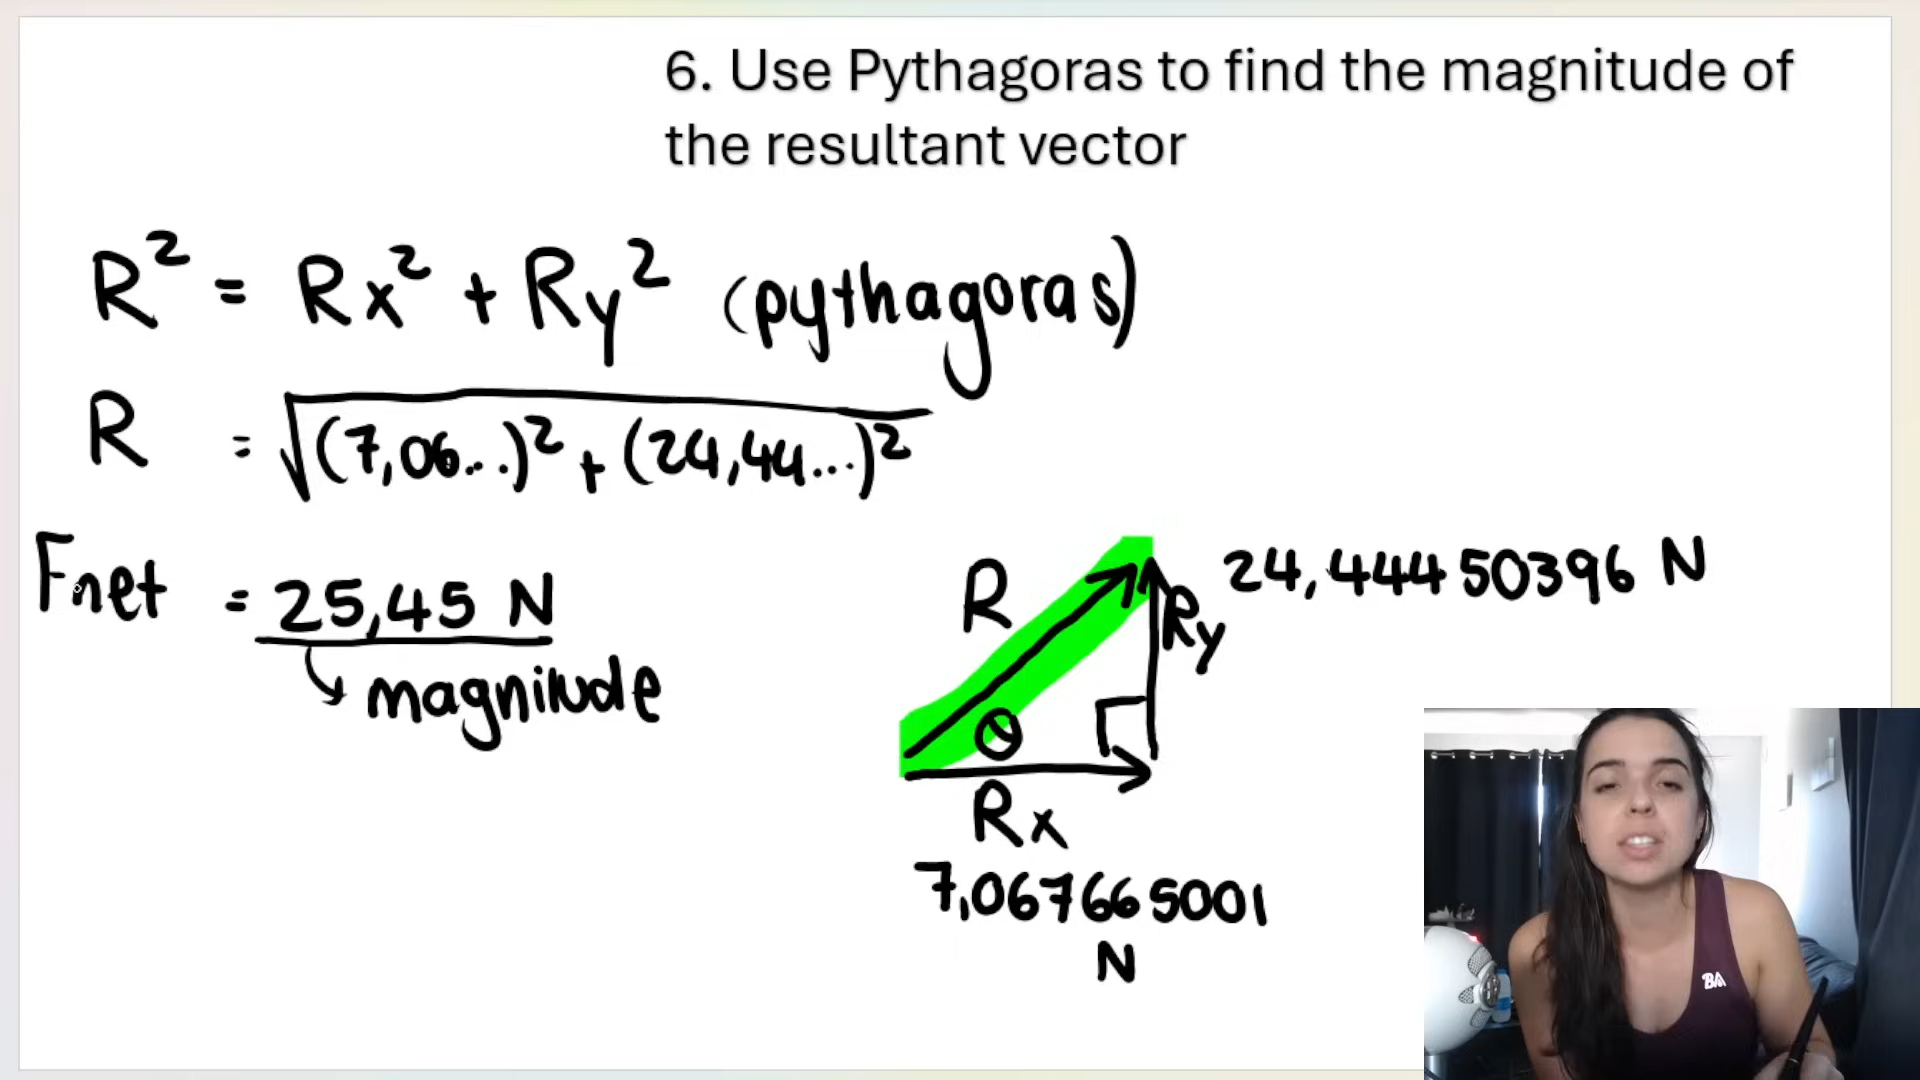 6. Use Pythagoras to find the magnitude of
the resultant vector
R² = Rx² + Ry² (pythagoras)
R = √(7,06...)² + (24,44...)²
Fnet = 25,45 N
magnitude
R
Ry
24,44450396 N
θ
Rx
7,067665001
N
BA